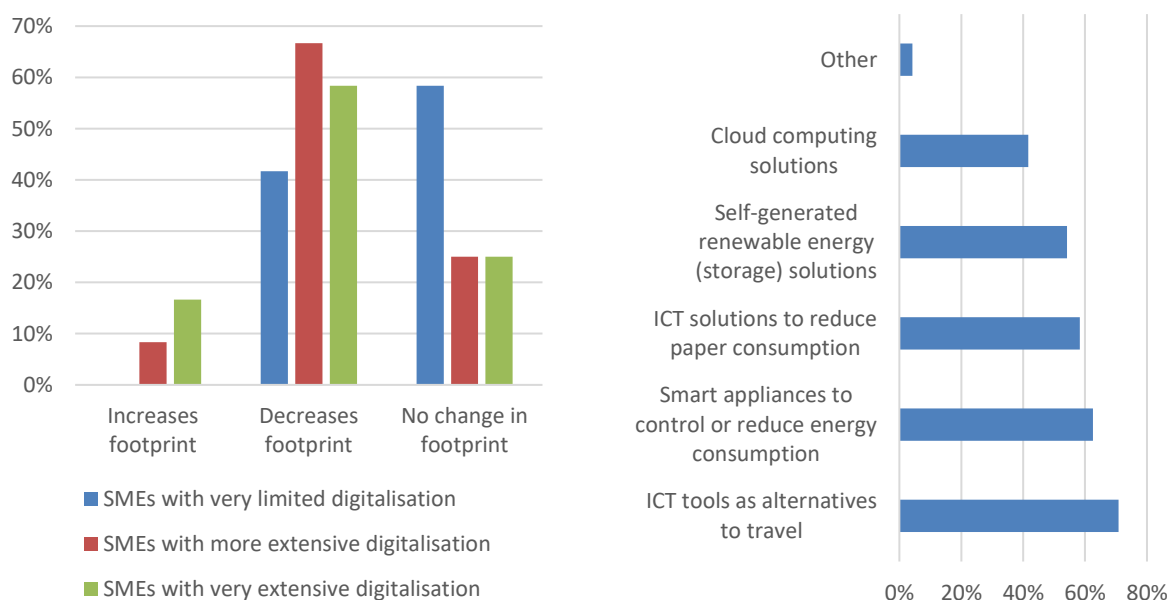 70%
60%
50%
40%
30%
20%
10%
0%
Increases
footprint
Decreases
footprint
No change in
footprint
SMEs with very limited digitalisation
SMEs with more extensive digitalisation
SMEs with very extensive digitalisation
Other
Cloud computing
solutions
Self-generated
renewable energy
(storage) solutions
ICT solutions to reduce
paper consumption
Smart appliances to
control or reduce energy
consumption
ICT tools as alternatives
to travel
0% 20% 40% 60% 80%